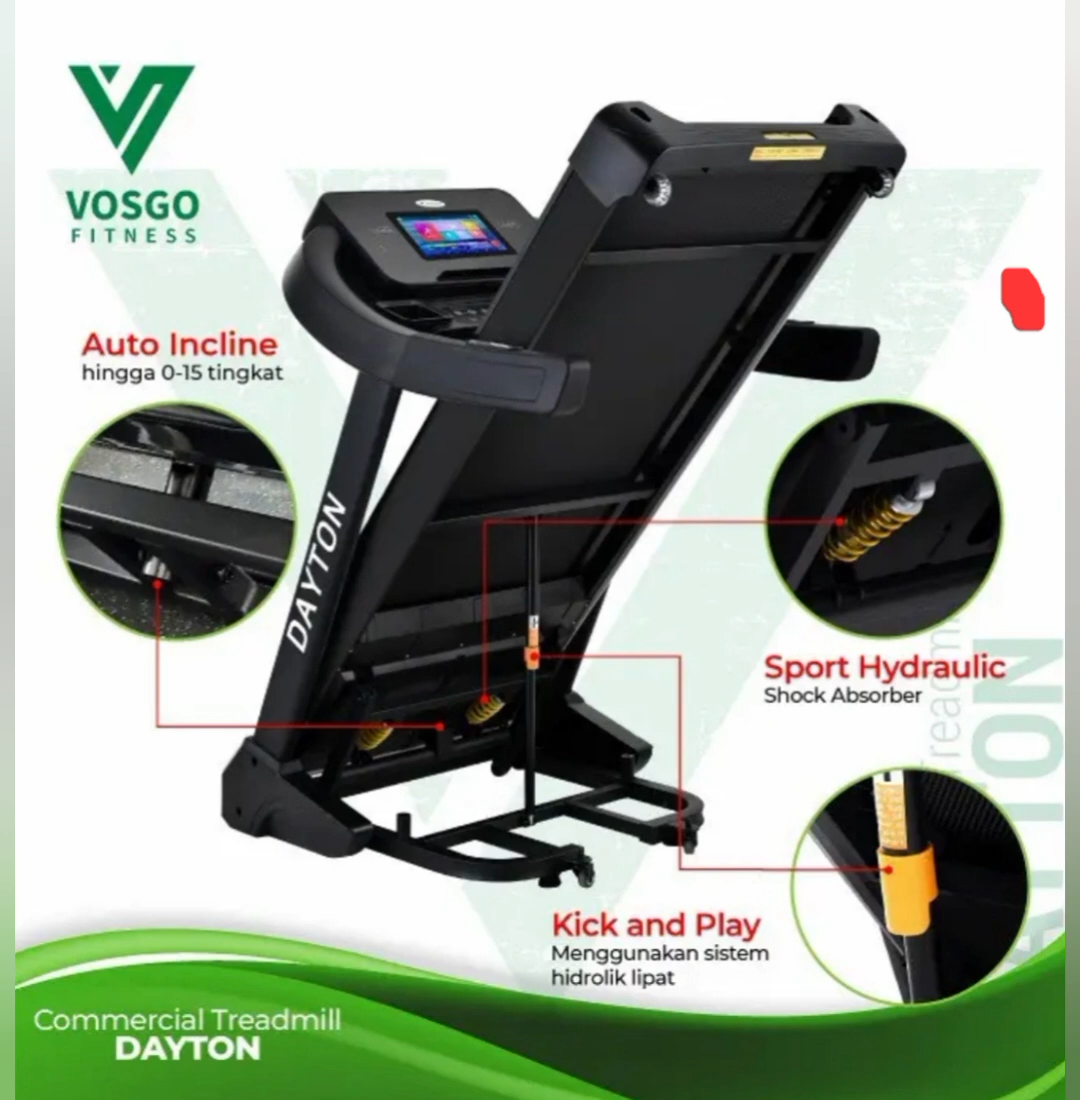 VOSGO
FITNESS
Auto Incline
hingga 0-15 tingkat
DAYTON
Sport Hydraulic
Shock Absorber
Kick and Play
Menggunakan sistem
hidrolik lipat
Commercial Treadmill
DAYTON